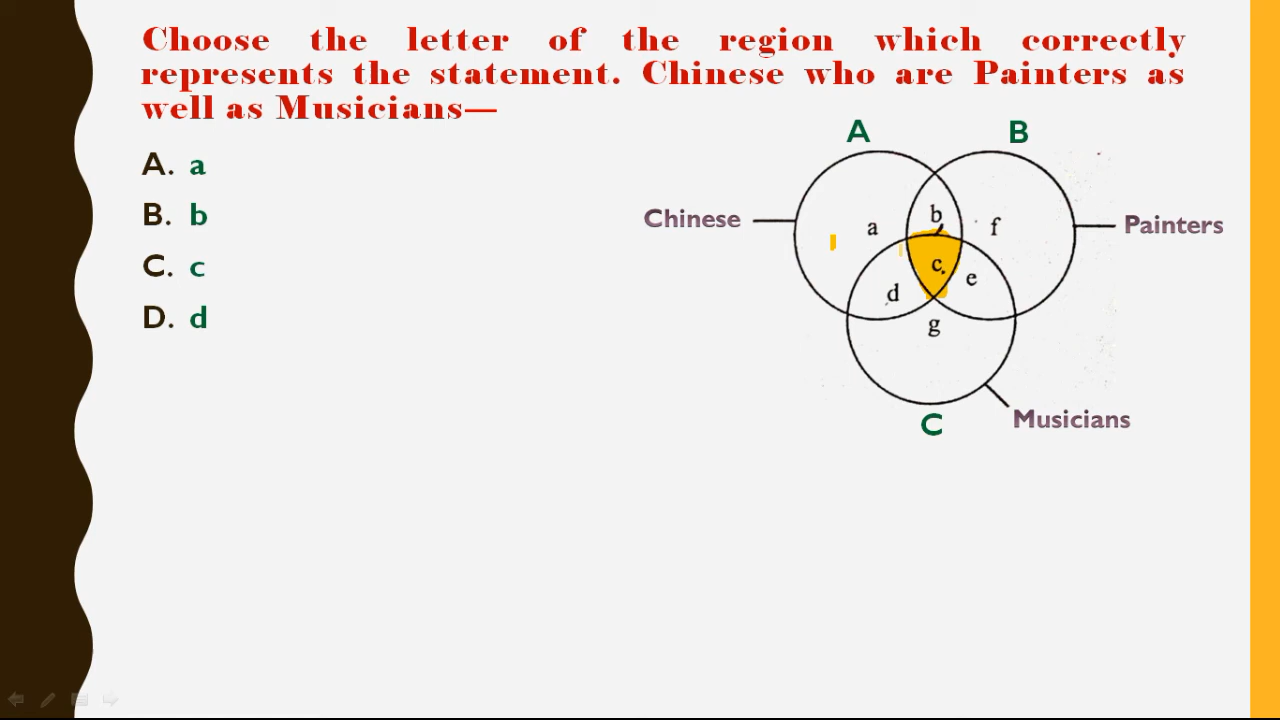 Choose the letter of the region which correctly
represents the statement. Chinese who are Painters as
well as Musicians—
A. a
B. b
C. c
D. d
A
B
Chinese
a
b
f
Painters
c
d
e
g
C
Musicians